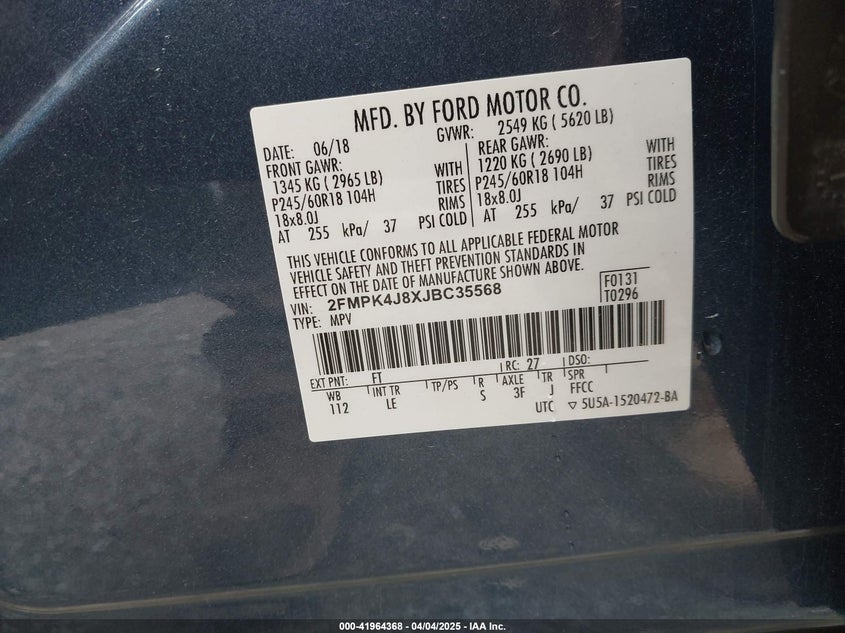 MFD. BY FORD MOTOR CO.
DATE: 06/18 GVWR: 2549 KG ( 5620 LB)
FRONT GAWR: REAR GAWR:
1345 KG ( 2965 LB) WITH 1220 KG ( 2690 LB) WITH
P245/60R18 104H TIRES P245/60R18 104H TIRES
18x8.0J RIMS 18x8.0J RIMS
AT 255 kPa/ 37 PSI COLD AT 255 kPa/ 37 PSI COLD
THIS VEHICLE CONFORMS TO ALL APPLICABLE FEDERAL MOTOR
VEHICLE SAFETY AND THEFT PREVENTION STANDARDS IN
EFFECT ON THE DATE OF MANUFACTURE SHOWN ABOVE.
VIN: 2FMPK4J8XJBC35568 F0131
TYPE: MPV T0296
EXT PNT: FT RC: 27 DSO:
WB INT TR TP/PS R AXLE TR SPR
112 LE S 3F J FFCC
UTC ▽ 5U5A-1520472-BA
000-41964368 - 04/04/2025 - IAA Inc.